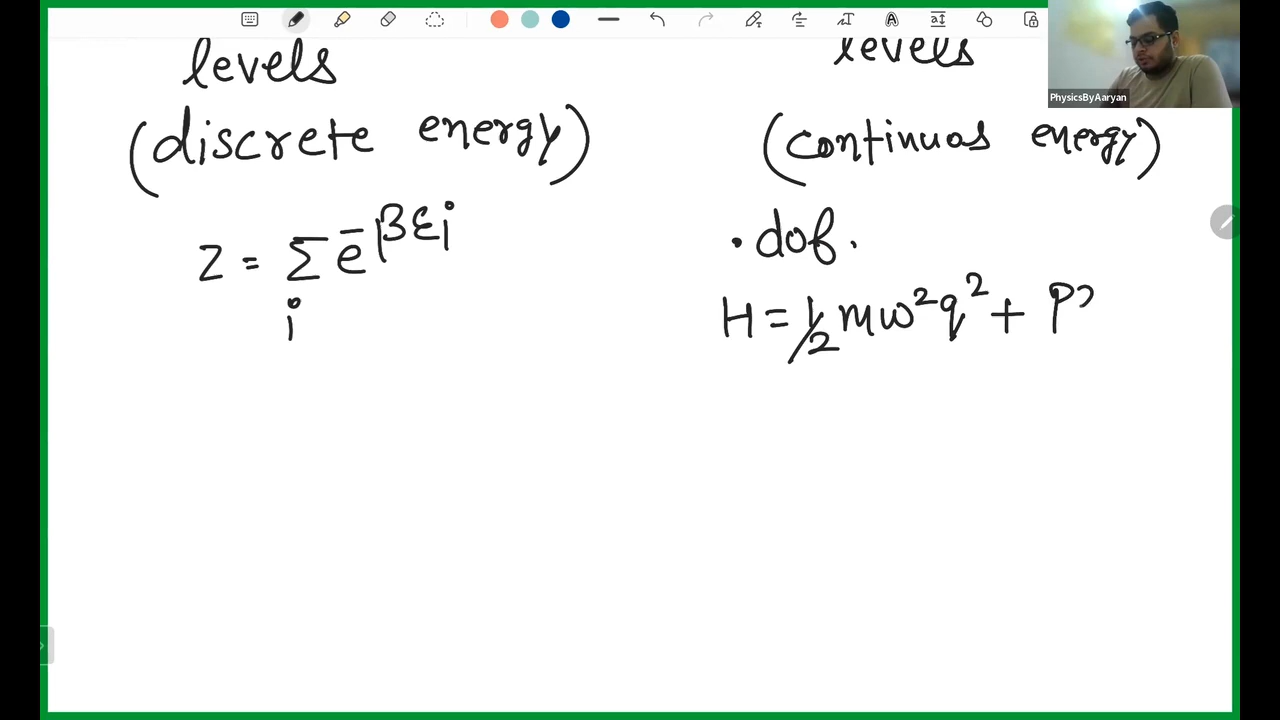 levels
(discrete energy)
Z = Σ e^-βεi
i
levels
(continuos energy)
• dof.
H = 1/2 mω²q² + p2
PhysicsByAaryan